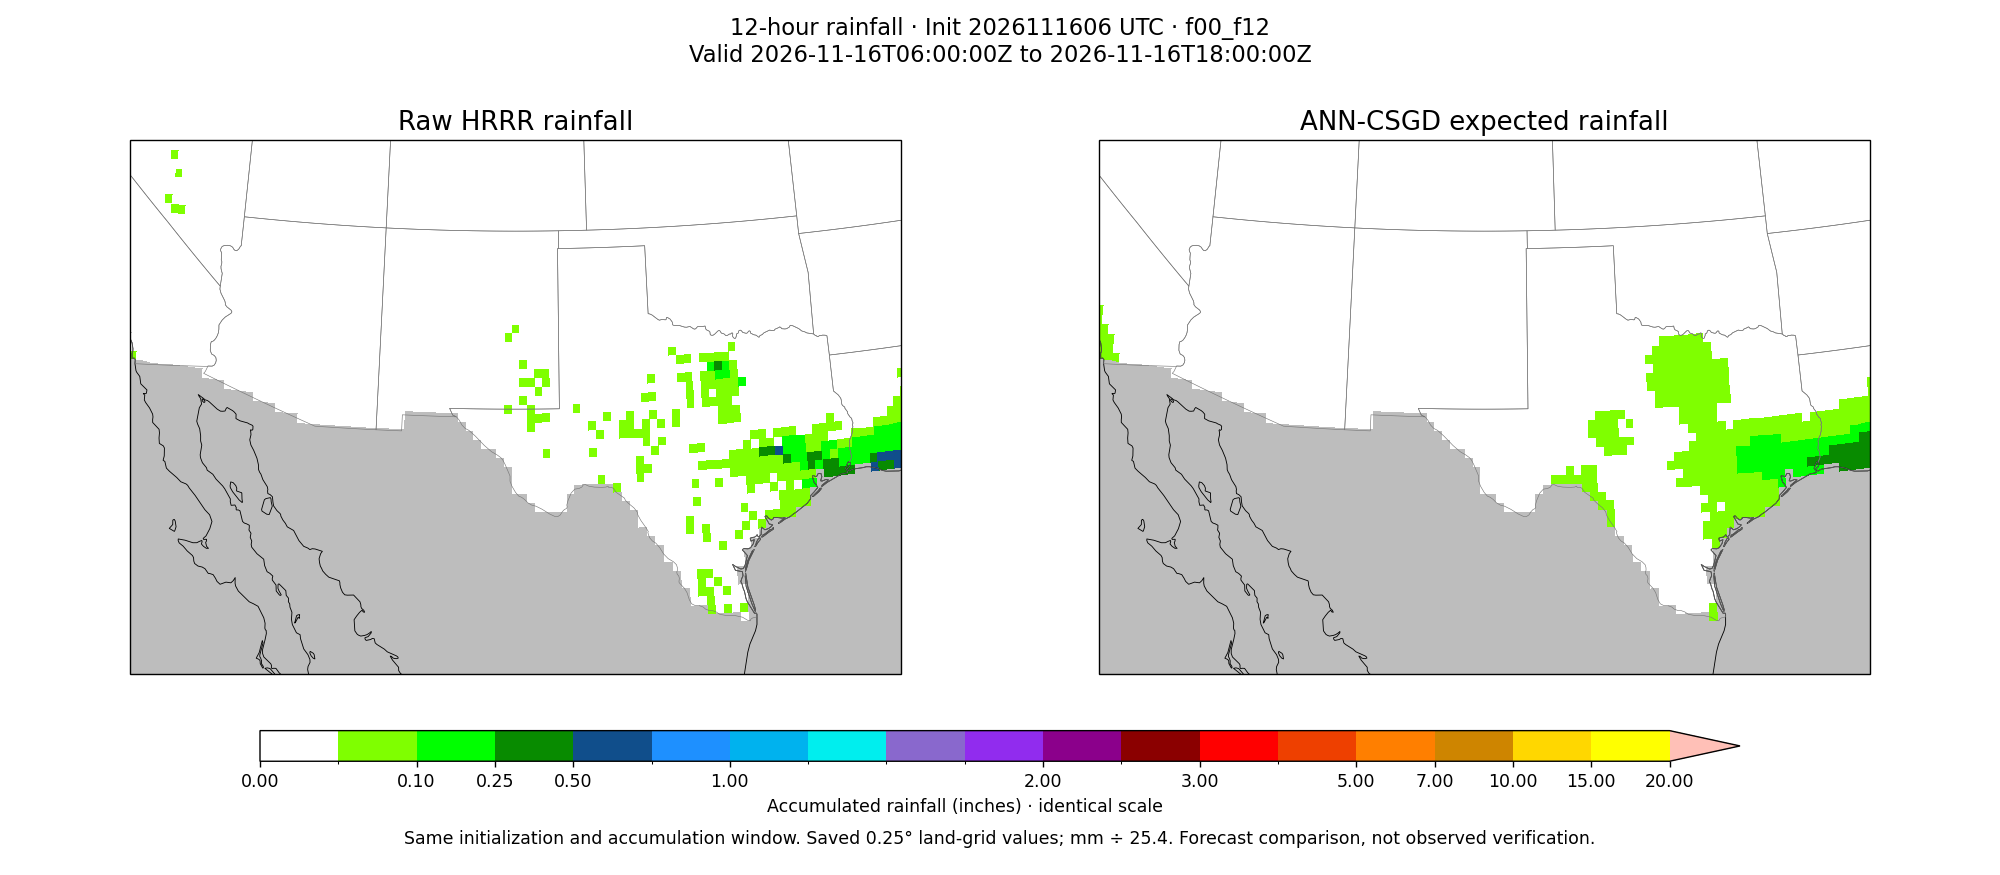 12-hour rainfall · Init 2026111606 UTC · f00_f12
Valid 2026-11-16T06:00:00Z to 2026-11-16T18:00:00Z
Raw HRRR rainfall
ANN-CSGD expected rainfall
0.00 0.10 0.25 0.50 1.00 2.00 3.00 5.00 7.00 10.00 15.00 20.00
Accumulated rainfall (inches) · identical scale
Same initialization and accumulation window. Saved 0.25° land-grid values; mm ÷ 25.4. Forecast comparison, not observed verification.